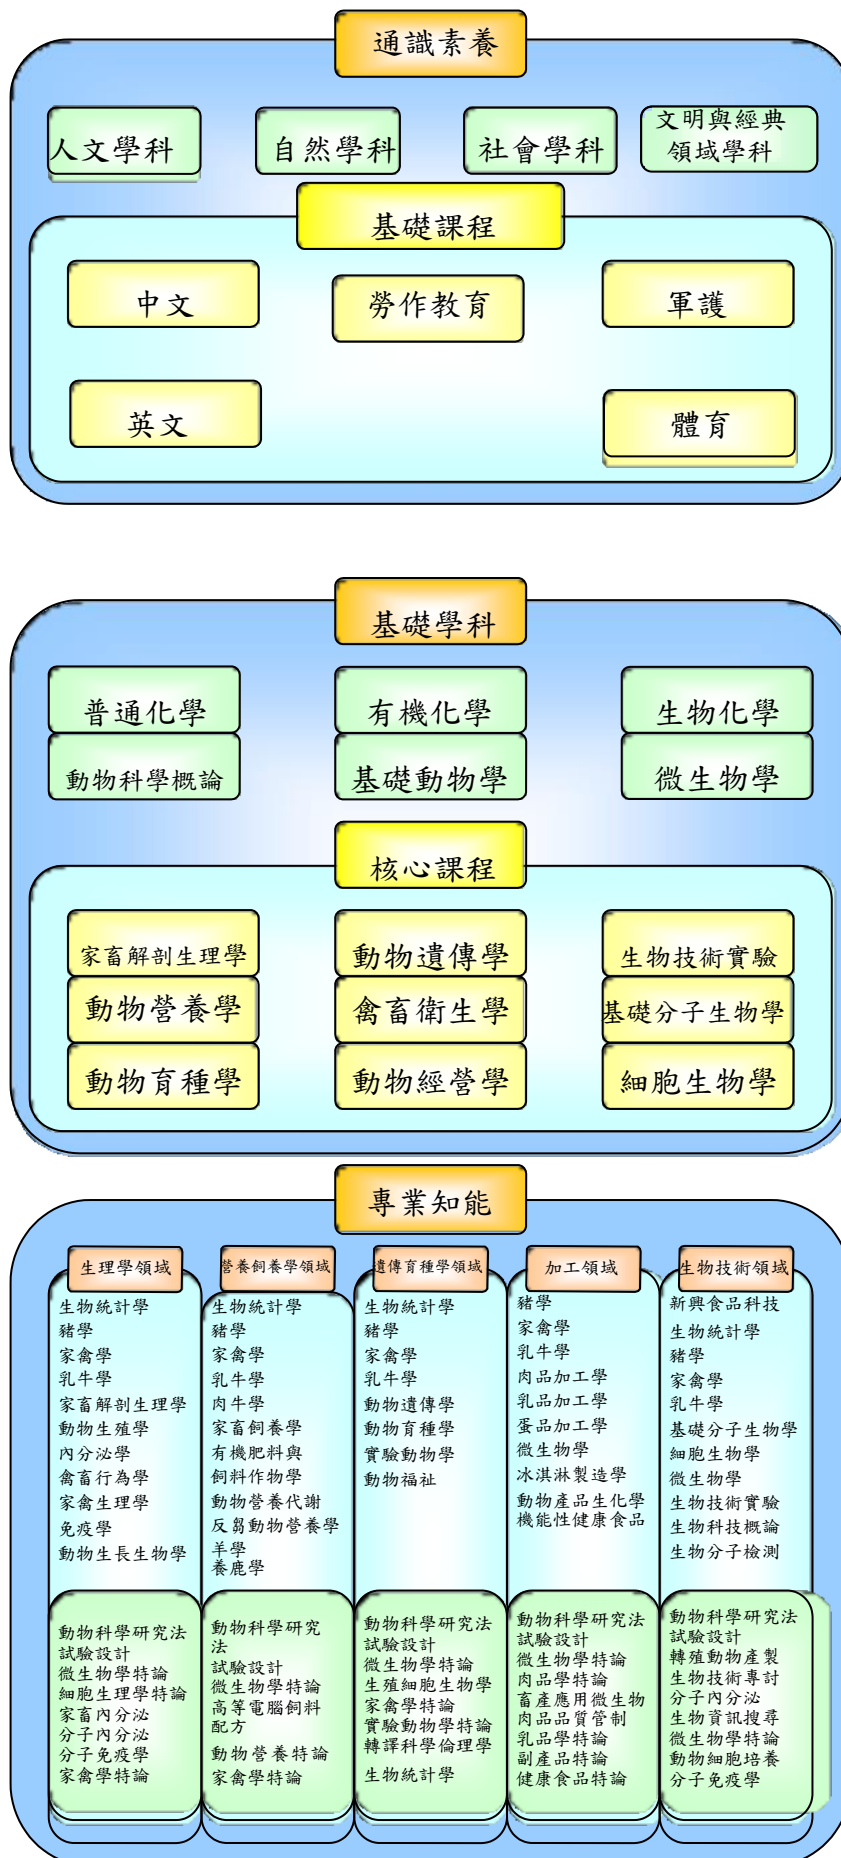 通識素養
人文學科
自然學科
社會學科
文明與經典
領域學科
基礎課程
中文
勞作教育
軍護
英文
體育
基礎學科
普通化學
有機化學
生物化學
動物科學概論
基礎動物學
微生物學
核心課程
家畜解剖生理學
動物遺傳學
生物技術實驗
動物營養學
禽畜衛生學
基礎分子生物學
動物育種學
動物經營學
細胞生物學
專業知能
生理學領域
生物統計學
豬學
家禽學
乳牛學
家畜解剖生理學
動物生殖學
內分泌學
禽畜行為學
家禽生理學
免疫學
動物生長生物學
動物科學研究法
試驗設計
微生物學特論
細胞生理學特論
家畜內分泌
分子內分泌
分子免疫學
家禽學特論
營養飼養學領域
生物統計學
豬學
家禽學
乳牛學
肉牛學
家畜飼養學
有機肥料與
飼料作物學
動物營養代謝
反芻動物營養學
羊學
養鹿學
動物科學研究
法
試驗設計
微生物學特論
高等電腦飼料
配方
動物營養特論
家禽學特論
遺傳育種學領域
生物統計學
豬學
家禽學
乳牛學
動物遺傳學
動物育種學
實驗動物學
動物福祉
動物科學研究法
試驗設計
微生物學特論
生殖細胞生物學
家禽學特論
實驗動物學特論
轉譯科學倫理學
生物統計學
加工領域
豬學
家禽學
乳牛學
肉品加工學
乳品加工學
蛋品加工學
微生物學
冰淇淋製造學
動物產品生化學
機能性健康食品
動物科學研究法
試驗設計
微生物學特論
肉品學特論
畜產應用微生物
肉品品質管制
乳品學特論
副產品特論
健康食品特論
生物技術領域
新興食品科技
生物統計學
豬學
家禽學
乳牛學
基礎分子生物學
細胞生物學
微生物學
生物技術實驗
生物科技概論
生物分子檢測
動物科學研究法
試驗設計
轉殖動物產製
生物技術專討
分子內分泌
生物資訊搜尋
微生物學特論
動物細胞培養
分子免疫學